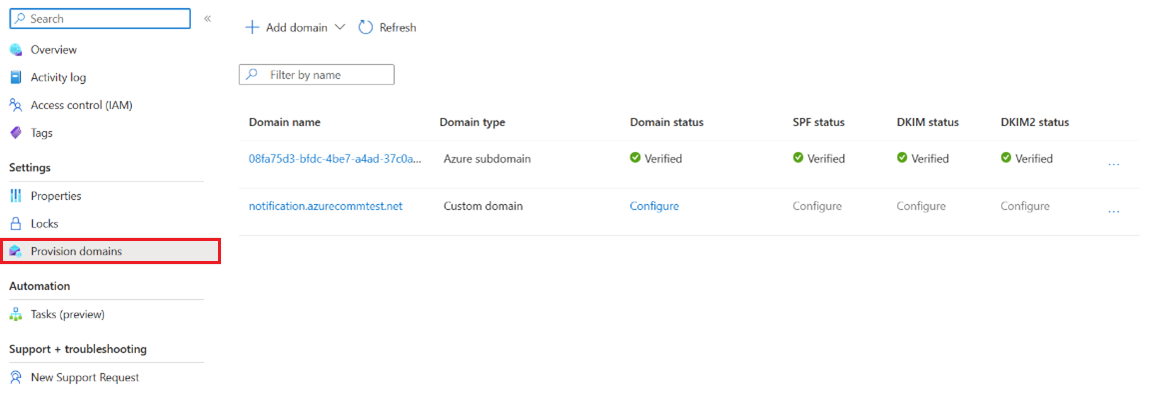 Search
«
Overview
Activity log
Access control (IAM)
Tags
Settings
Properties
Locks
Provision domains
Automation
Tasks (preview)
Support + troubleshooting
New Support Request
Add domain Refresh
Filter by name
Domain name Domain type Domain status SPF status DKIM status DKIM2 status
08fa75d3-bfdc-4be7-a4ad-37c0a... Azure subdomain Verified Verified Verified Verified ...
notification.azurecommtest.net Custom domain Configure Configure Configure Configure ...